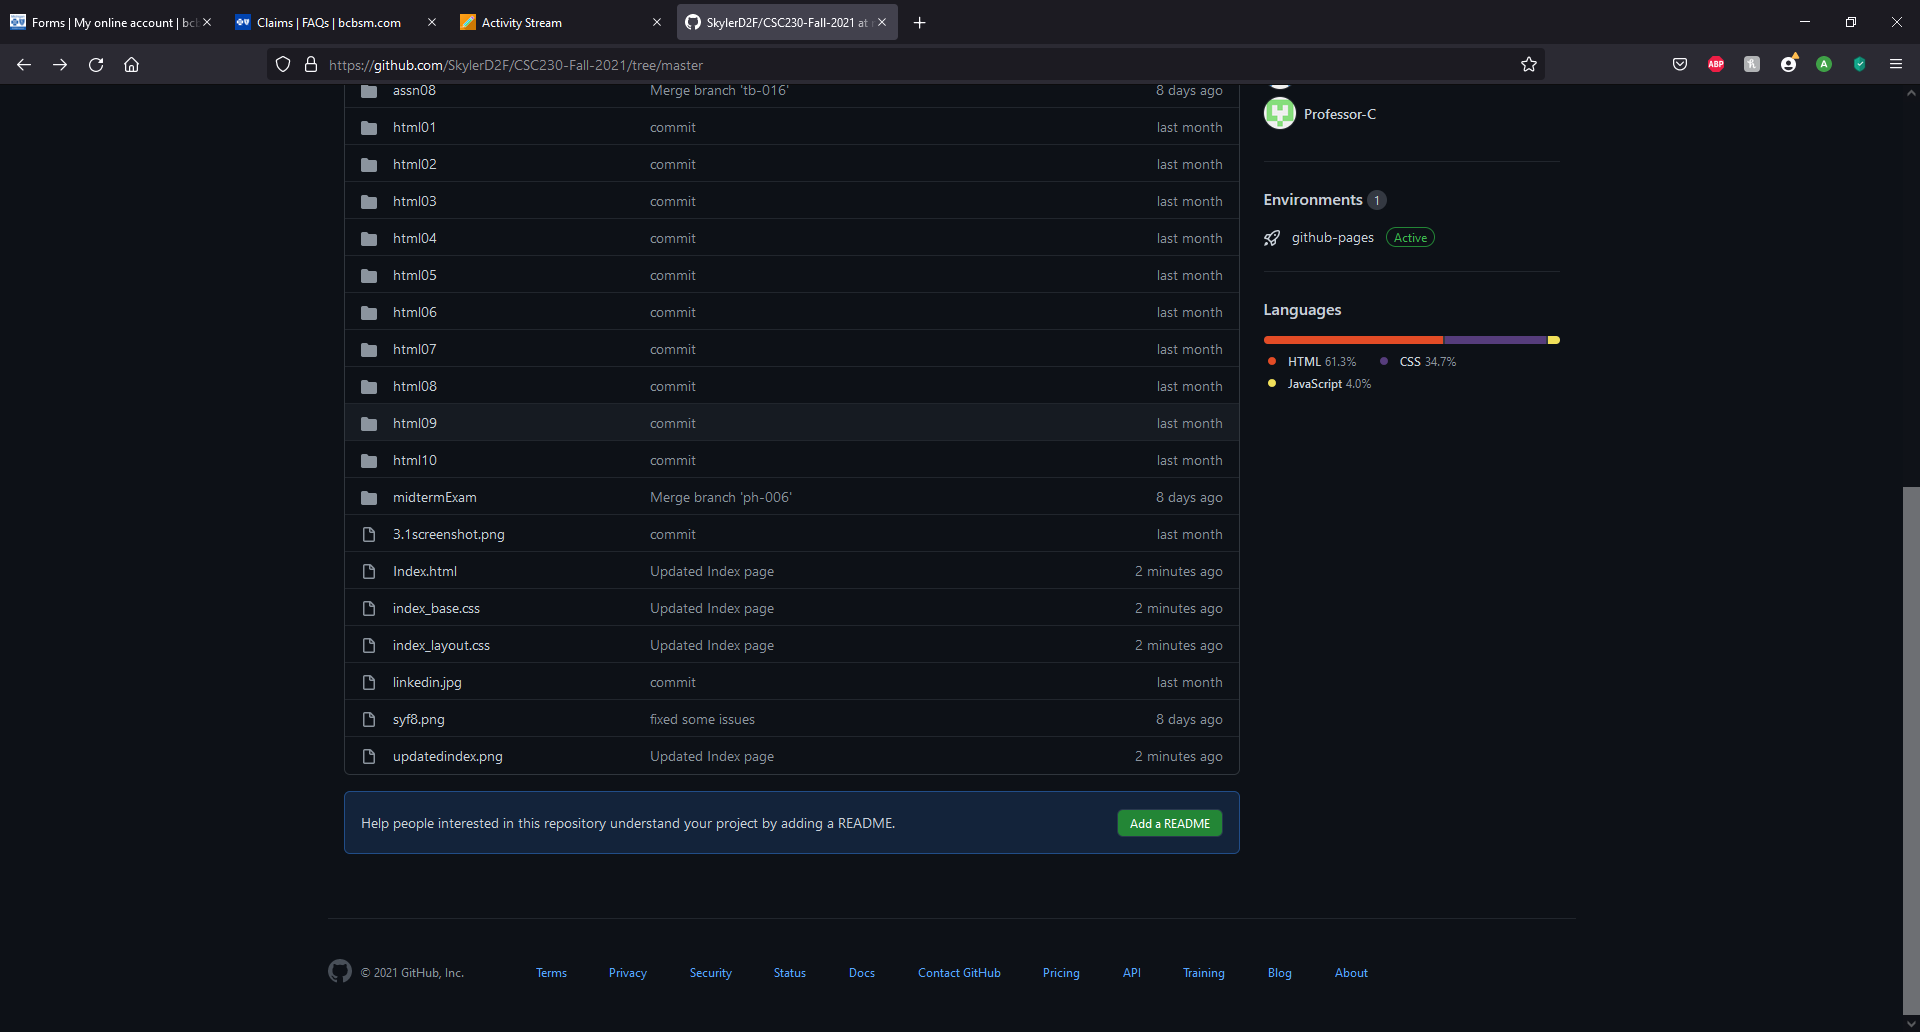 Forms | My online account | bcb
Claims | FAQs | bcbsm.com
Activity Stream
SkylerD2F/CSC230-Fall-2021 at
https://github.com/SkylerD2F/CSC230-Fall-2021/tree/master
ABP
A
assn08 Merge branch 'tb-016' 8 days ago
html01 commit last month
html02 commit last month
html03 commit last month
html04 commit last month
html05 commit last month
html06 commit last month
html07 commit last month
html08 commit last month
html09 commit last month
html10 commit last month
midtermExam Merge branch 'ph-006' 8 days ago
3.1screenshot.png commit last month
Index.html Updated Index page 2 minutes ago
index_base.css Updated Index page 2 minutes ago
index_layout.css Updated Index page 2 minutes ago
linkedin.jpg commit last month
syf8.png fixed some issues 8 days ago
updatedindex.png Updated Index page 2 minutes ago
Help people interested in this repository understand your project by adding a README.
Add a README
Professor-C
Environments 1
github-pages Active
Languages
HTML 61.3% CSS 34.7%
JavaScript 4.0%
© 2021 GitHub, Inc. Terms Privacy Security Status Docs Contact GitHub Pricing API Training Blog About